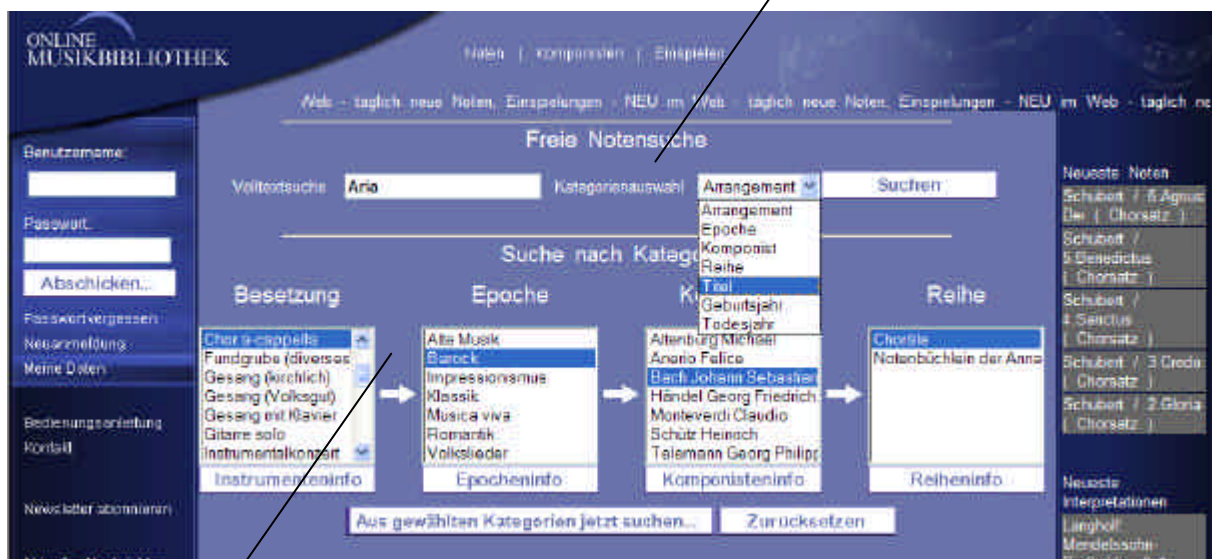 ONLINE
MUSIKBIBLIOTHEK
Noten | Komponisten | Einspielen
Web - täglich neue Noten, Einspielungen - NEU im Web - täglich neue Noten, Einspielungen - NEU im Web - täglich ne
Freie Notensuche
Benutzername:
Volltextsuche Aria Kategorienauswahl Arrangement Suchen
Arrangement
Epoche
Komponist
Reihe
Titel
Geburtsjahr
Todesjahr
Passwort:
Abschicken...
Passwort vergessen
Neuanmeldung
Meine Daten
Bedienungsanleitung
Kontakt
Newsletter abonnieren
Suche nach Katego
Besetzung
Chor a-cappella
Fundgrube (diverses
Gesang (kirchlich)
Gesang (Volksgut)
Gesang mit Klavier
Gitarre solo
Instrumentalkonzert
Instrumenteninfo
Epoche
Alte Musik
Barock
Impressionismus
Klassik
Musica viva
Romantik
Volkslieder
Epocheninfo
K
Altenburg Michael
Anerio Felice
Bach Johann Sebastian
Händel Georg Friedrich
Monteverdi Claudio
Schütz Heinrich
Telemann Georg Philipp
Komponisteninfo
Reihe
Choräle
Notenbüchlein der Anna
Reiheninfo
Aus gewählten Kategorien jetzt suchen... Zurücksetzen
Neueste Noten
Schubert / 6.Agnus
Dei ( Chorsatz )
Schubert /
5.Benedictus
( Chorsatz )
Schubert /
4.Sanctus
( Chorsatz )
Schubert / 3.Credo
( Chorsatz )
Schubert / 2.Gloria
( Chorsatz )
Neueste
Interpretationen
Langholf:
Mendelssohn-